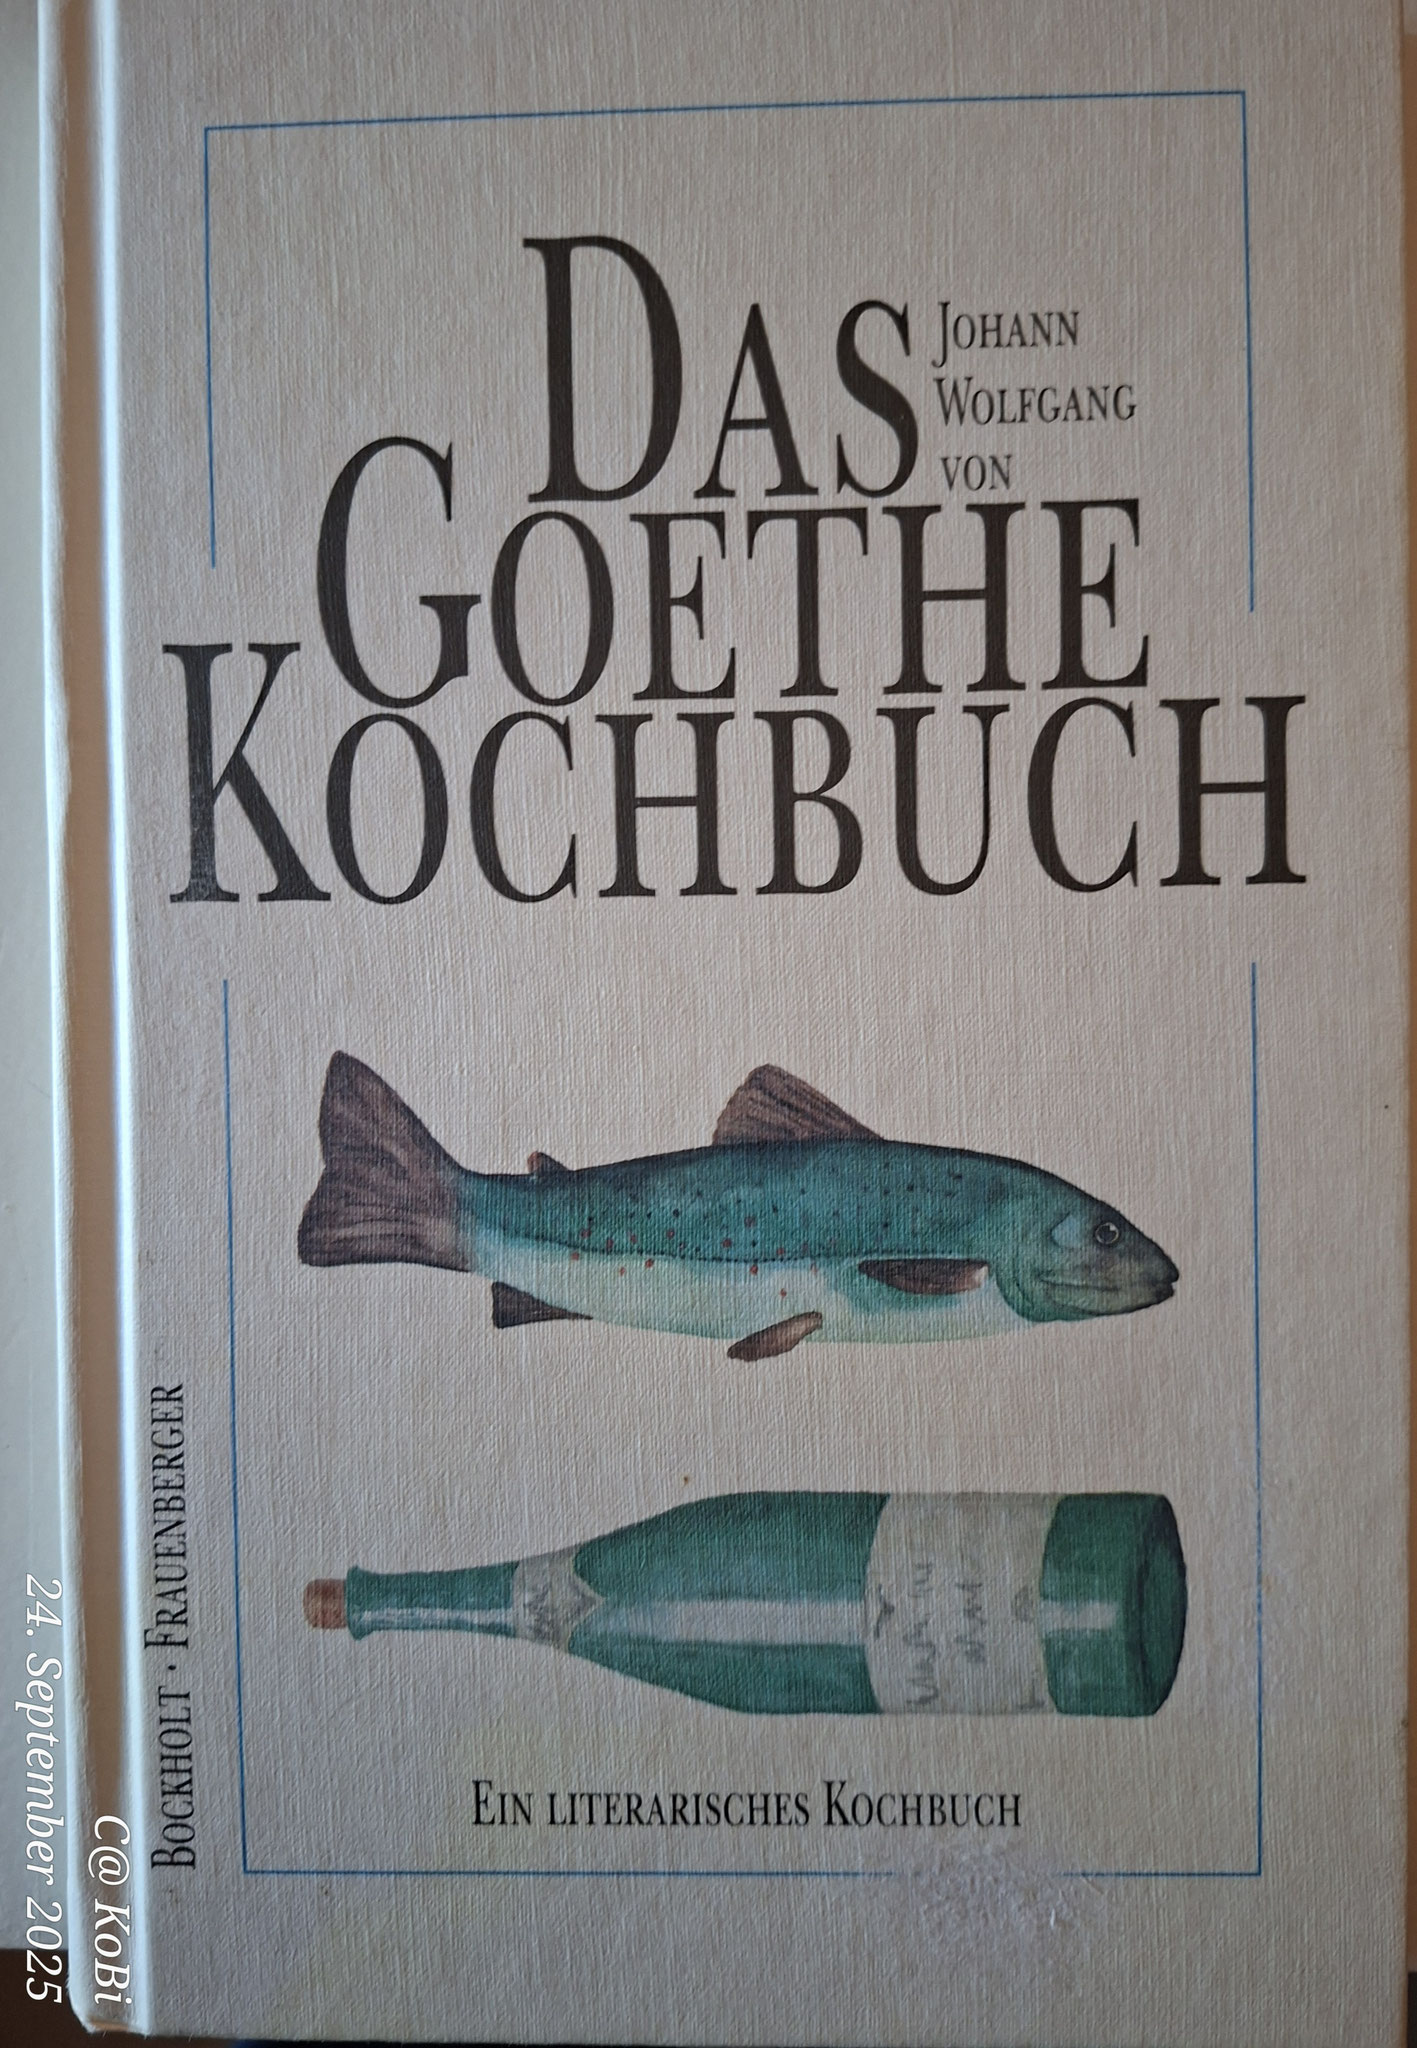 DAS
JOHANN
WOLFGANG
VON
GOETHE
KOCHBUCH
BOCKHOLT · FRAUENBERGER
EIN LITERARISCHES KOCHBUCH
24. September 2025
C@ KoBi